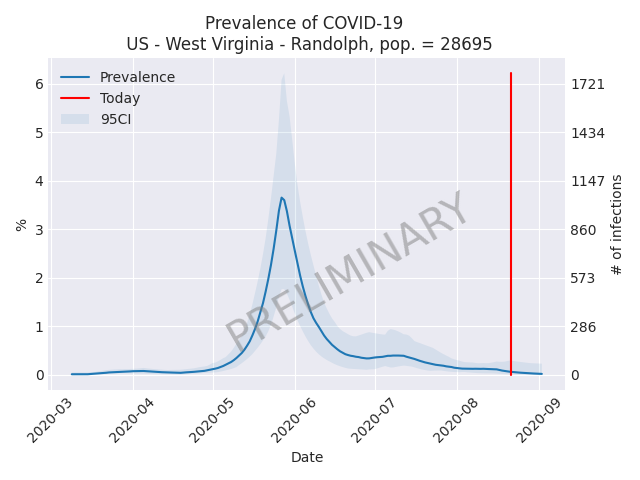 Prevalence of COVID-19
US - West Virginia - Randolph, pop. = 28695
Prevalence
Today
95CI
%
6
5
4
3
2
1
0
1721
1434
1147
860
573
286
0
# of infections
PRELIMINARY
2020-03
2020-04
2020-05
2020-06
2020-07
2020-08
2020-09
Date